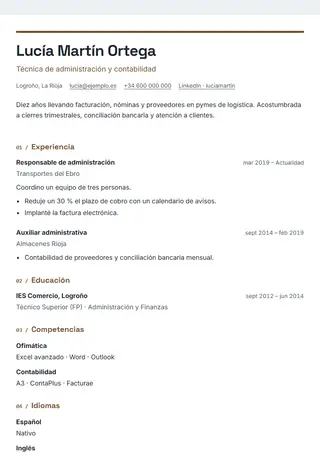 Lucía Martín Ortega
Técnica de administración y contabilidad
Logroño, La Rioja lucia@ejemplo.es +34 600 000 000 LinkedIn · luciamartin
Diez años llevando facturación, nóminas y proveedores en pymes de logística. Acostumbrada
a cierres trimestrales, conciliación bancaria y atención a clientes.
01 / Experiencia
Responsable de administración mar 2019 – Actualidad
Transportes del Ebro
Coordino un equipo de tres personas.
• Reduje un 30 % el plazo de cobro con un calendario de avisos.
• Implanté la factura electrónica.
Auxiliar administrativa sept 2014 – feb 2019
Almacenes Rioja
• Contabilidad de proveedores y conciliación bancaria mensual.
02 / Educación
IES Comercio, Logroño sept 2012 – jun 2014
Técnico Superior (FP) · Administración y Finanzas
03 / Competencias
Ofimática
Excel avanzado · Word · Outlook
Contabilidad
A3 · ContaPlus · Facturae
04 / Idiomas
Español
Nativo
Inglés